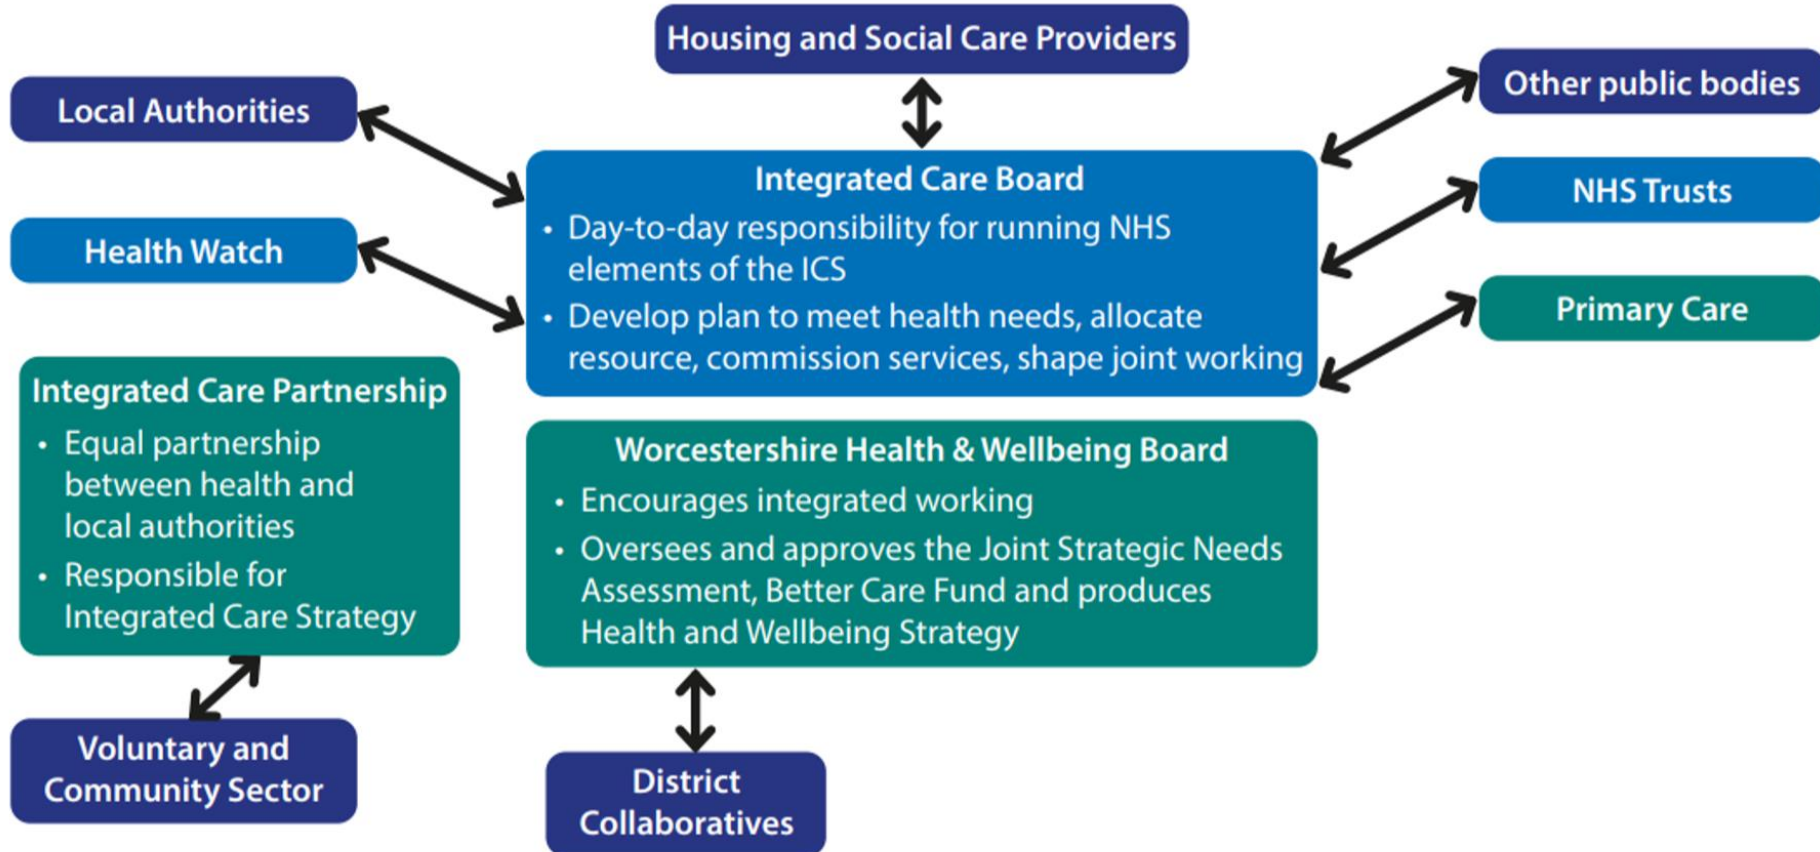 Housing and Social Care Providers
Local Authorities
Other public bodies
Health Watch
NHS Trusts
Primary Care
Integrated Care Board
• Day-to-day responsibility for running NHS
elements of the ICS
• Develop plan to meet health needs, allocate
resource, commission services, shape joint working
Integrated Care Partnership
• Equal partnership
between health and
local authorities
• Responsible for
Integrated Care Strategy
Worcestershire Health & Wellbeing Board
• Encourages integrated working
• Oversees and approves the Joint Strategic Needs
Assessment, Better Care Fund and produces
Health and Wellbeing Strategy
Voluntary and
Community Sector
District
Collaboratives